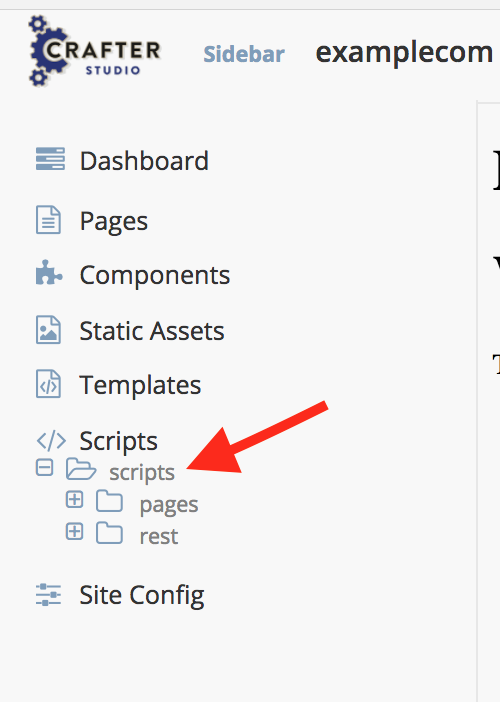 CRAFTER
STUDIO
Sidebar examplecom
Dashboard
Pages
Components
Static Assets
Templates
Scripts
scripts
pages
rest
Site Config